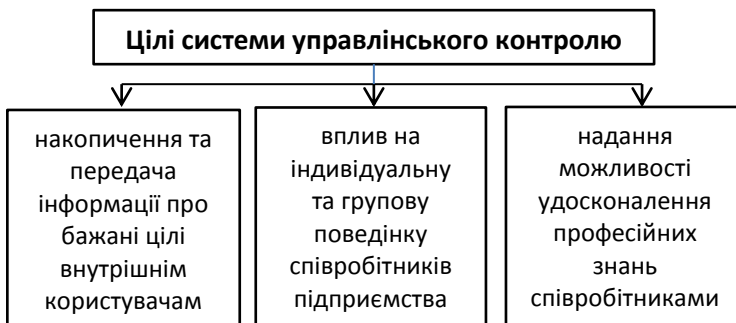 Цілі системи управлінського контролю
накопичення та
передача
інформації про
бажані цілі
внутрішнім
користувачам
вплив на
індивідуальну
та групову
поведінку
співробітників
підприємства
надання
можливості
удосконалення
професійних
знань
співробітниками